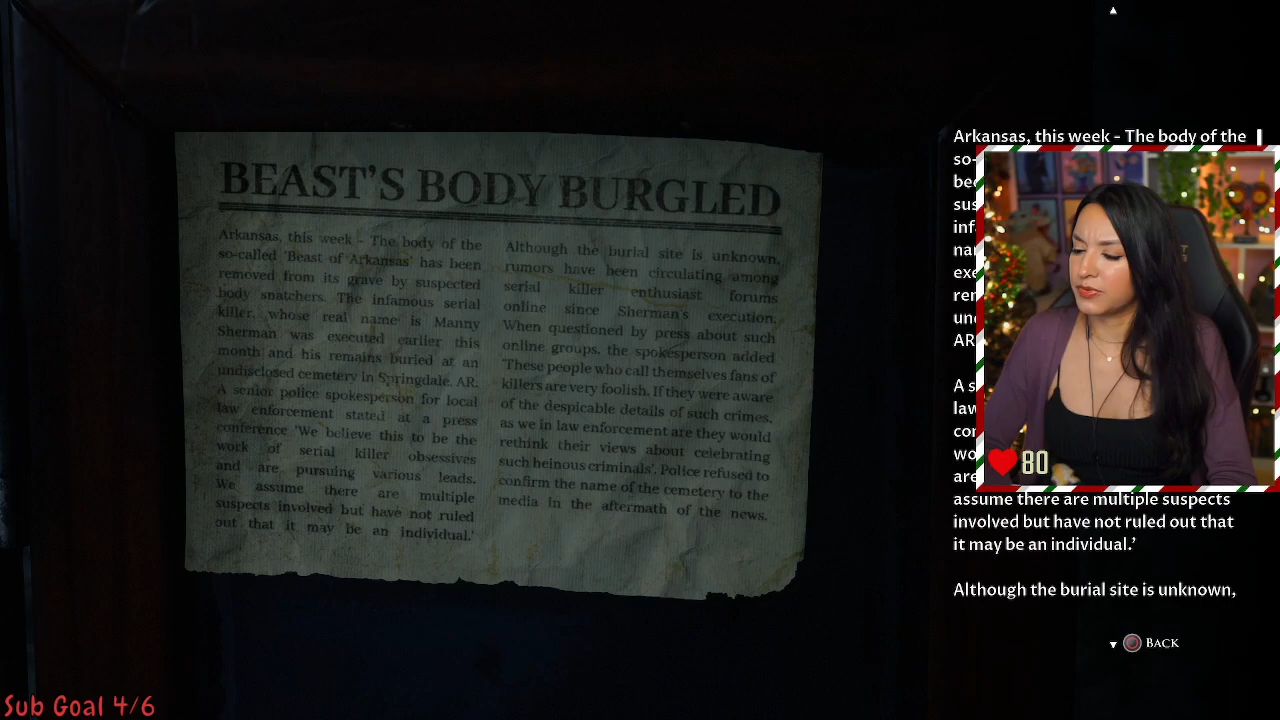 BEAST'S BODY BURGLED
Arkansas, this week - The body of the
so-called 'Beast of Arkansas' has been
removed from its grave by suspected
body snatchers. The infamous serial
killer, whose real name is Manny
Sherman was executed earlier this
month and his remains buried at an
undisclosed cemetery in Springdale, AR.
A senior police spokesperson for local
law enforcement stated at a press
conference 'We believe this to be the
work of serial killer obsessives
and are pursuing various leads.
We assume there are multiple
suspects involved but have not ruled
out that it may be an individual.'
Although the burial site is unknown,
rumors have been circulating among
serial killer enthusiast forums
online since Sherman's execution.
When questioned by press about such
online groups, the spokesperson added
'These people who call themselves fans of
killers are very foolish. If they were aware
of the despicable details of such crimes,
as we in law enforcement are they would
rethink their views about celebrating
such heinous criminals'. Police refused to
confirm the name of the cemetery to the
media in the aftermath of the news.
Arkansas, this week - The body of the
so-
AR
A s
law
assume there are multiple suspects
involved but have not ruled out that
it may be an individual.'
Although the burial site is unknown,
BACK
80
Sub Goal 4/6